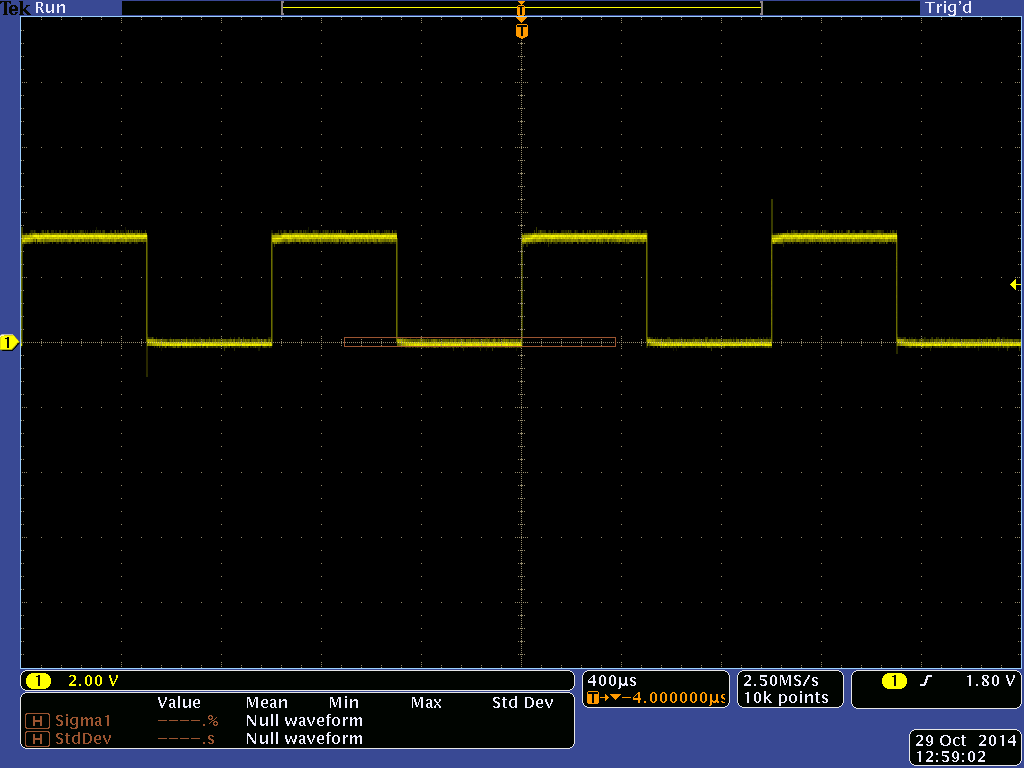 Tek Run Trig'd
T
T
1
1 2.00 V
400µs
T→▼−4.000000µs
2.50MS/s
10k points
1 ʃ 1.80 V
Value Mean Min Max Std Dev
H Sigma1 ----.% Null waveform
H StdDev ----.s Null waveform
29 Oct 2014
12:59:02